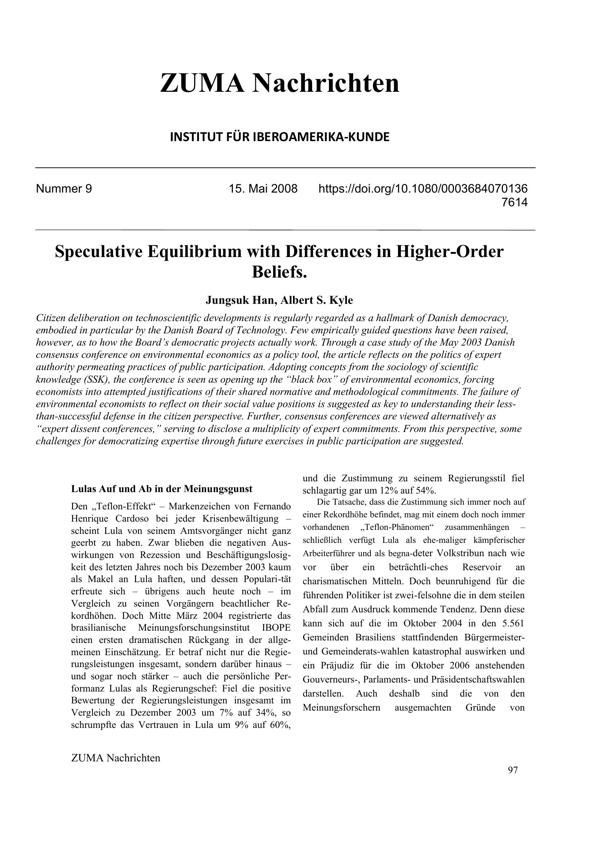 ZUMA Nachrichten
INSTITUT FÜR IBEROAMERIKA-KUNDE
Nummer 9 15. Mai 2008 https://doi.org/10.1080/0003684070136
7614
Speculative Equilibrium with Differences in Higher-Order
Beliefs.
Jungsuk Han, Albert S. Kyle
Citizen deliberation on technoscientific developments is regularly regarded as a hallmark of Danish democracy,
embodied in particular by the Danish Board of Technology. Few empirically guided questions have been raised,
however, as to how the Board's democratic projects actually work. Through a case study of the May 2003 Danish
consensus conference on environmental economics as a policy tool, the article reflects on the politics of expert
authority permeating practices of public participation. Adopting concepts from the sociology of scientific
knowledge (SSK), the conference is seen as opening up the “black box” of environmental economics, forcing
economists into attempted justifications of their shared normative and methodological commitments. The failure of
environmental economists to reflect on their social value positions is suggested as key to understanding their less-
than-successful defense in the citizen perspective. Further, consensus conferences are viewed alternatively as
“expert dissent conferences,” serving to disclose a multiplicity of expert commitments. From this perspective, some
challenges for democratizing expertise through future exercises in public participation are suggested.
Lulas Auf und Ab in der Meinungsgunst
Den „Teflon-Effekt“ – Markenzeichen von Fernando
Henrique Cardoso bei jeder Krisenbewältigung –
scheint Lula von seinem Amtsvorgänger nicht ganz
geerbt zu haben. Zwar blieben die negativen Aus-
wirkungen von Rezession und Beschäftigungslosig-
keit des letzten Jahres noch bis Dezember 2003 kaum
als Makel an Lula haften, und dessen Populari-tät
erfreute sich – übrigens auch heute noch – im
Vergleich zu seinen Vorgängern beachtlicher Re-
kordhöhen. Doch Mitte März 2004 registrierte das
brasilianische Meinungsforschungsinstitut IBOPE
einen ersten dramatischen Rückgang in der allge-
meinen Einschätzung. Er betraf nicht nur die Regie-
rungsleistungen insgesamt, sondern darüber hinaus –
und sogar noch stärker – auch die persönliche Per-
formanz Lulas als Regierungschef: Fiel die positive
Bewertung der Regierungsleistungen insgesamt im
Vergleich zu Dezember 2003 um 7% auf 34%, so
schrumpfte das Vertrauen in Lula um 9% auf 60%,
und die Zustimmung zu seinem Regierungsstil fiel
schlagartig gar um 12% auf 54%.
Die Tatsache, dass die Zustimmung sich immer noch auf
einer Rekordhöhe befindet, mag mit einem doch noch immer
vorhandenen „Teflon-Phänomen“ zusammenhängen –
schließlich verfügt Lula als ehe-maliger kämpferischer
Arbeiterführer und als begna-deter Volkstribun nach wie
vor über ein beträchtli-ches Reservoir an
charismatischen Mitteln. Doch beunruhigend für die
führenden Politiker ist zwei-felsohne die in dem steilen
Abfall zum Ausdruck kommende Tendenz. Denn diese
kann sich auf die im Oktober 2004 in den 5.561
Gemeinden Brasiliens stattfindenden Bürgermeister-
und Gemeinderats-wahlen katastrophal auswirken und
ein Präjudiz für die im Oktober 2006 anstehenden
Gouverneurs-, Parlaments- und Präsidentschaftswahlen
darstellen. Auch deshalb sind die von den
Meinungsforschern ausgemachten Gründe von
ZUMA Nachrichten
97